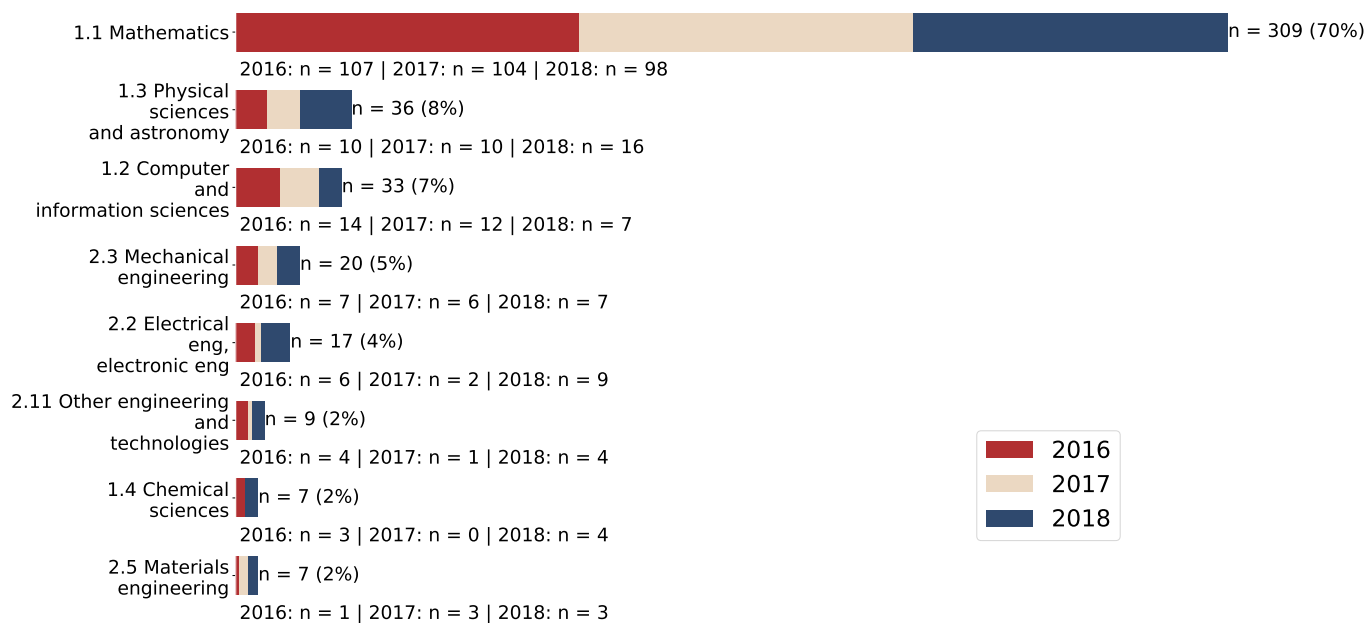 1.1 Mathematics
n = 309 (70%)
2016: n = 107 | 2017: n = 104 | 2018: n = 98
1.3 Physical
sciences
and astronomy
n = 36 (8%)
2016: n = 10 | 2017: n = 10 | 2018: n = 16
1.2 Computer
and
information sciences
n = 33 (7%)
2016: n = 14 | 2017: n = 12 | 2018: n = 7
2.3 Mechanical
engineering
n = 20 (5%)
2016: n = 7 | 2017: n = 6 | 2018: n = 7
2.2 Electrical
eng,
electronic eng
n = 17 (4%)
2016: n = 6 | 2017: n = 2 | 2018: n = 9
2.11 Other engineering
and
technologies
n = 9 (2%)
2016: n = 4 | 2017: n = 1 | 2018: n = 4
1.4 Chemical
sciences
n = 7 (2%)
2016: n = 3 | 2017: n = 0 | 2018: n = 4
2.5 Materials
engineering
n = 7 (2%)
2016: n = 1 | 2017: n = 3 | 2018: n = 3
2016
2017
2018